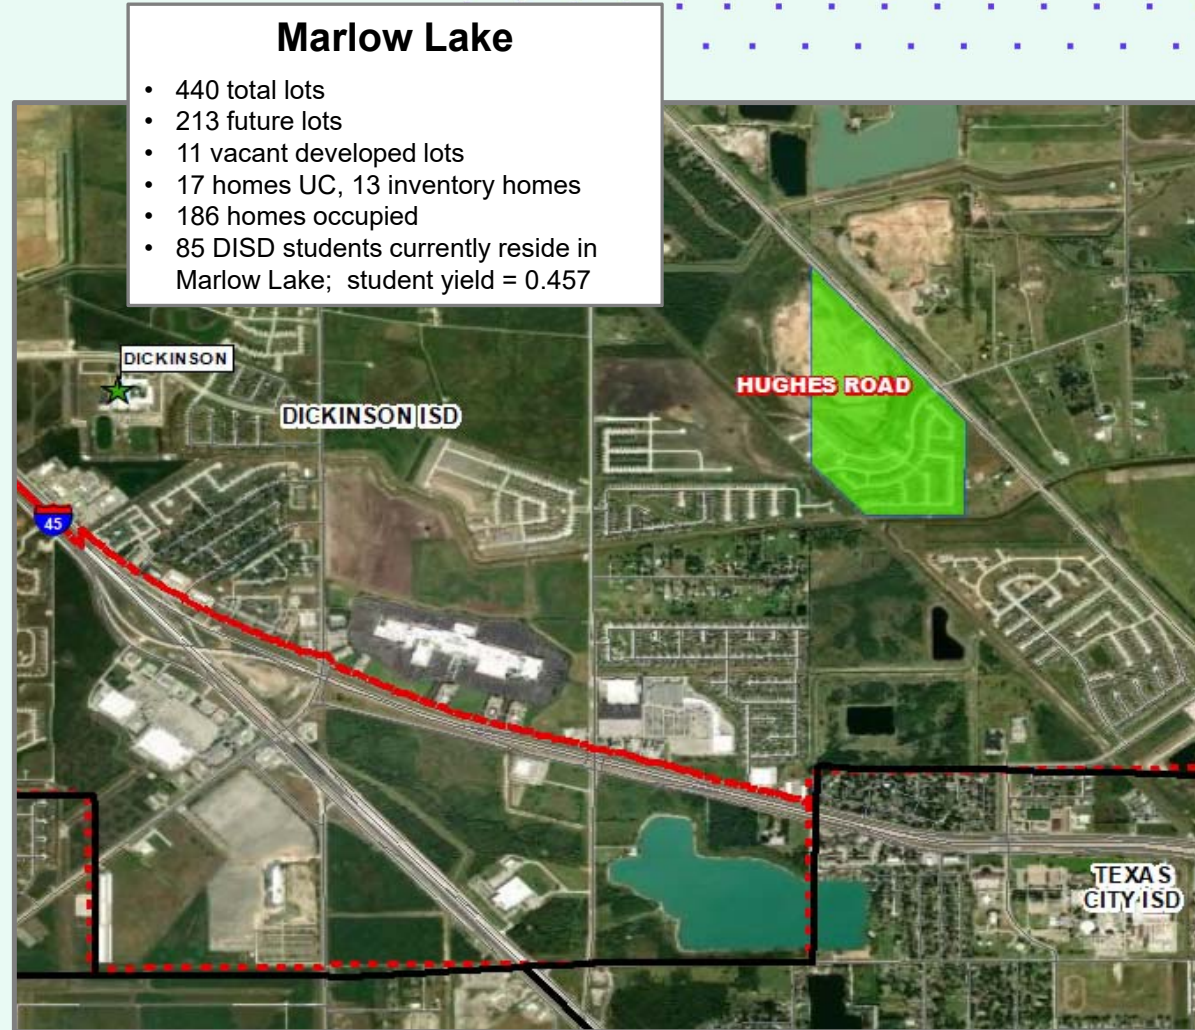 Marlow Lake
• 440 total lots
• 213 future lots
• 11 vacant developed lots
• 17 homes UC, 13 inventory homes
• 186 homes occupied
• 85 DISD students currently reside in
Marlow Lake; student yield = 0.457
DICKINSON
HUGHES ROAD
DICKINSON ISD
45
TEXAS
CITY ISD